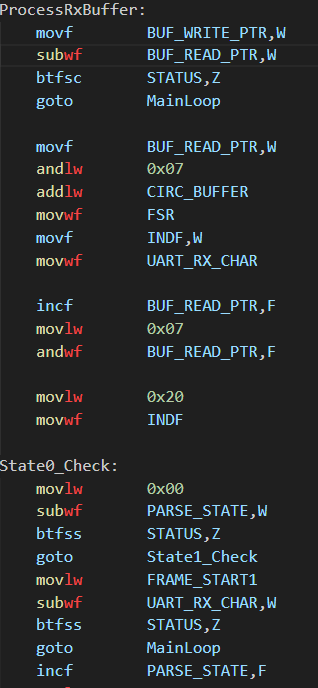 ProcessRxBuffer:
movf BUF_WRITE_PTR,W
subwf BUF_READ_PTR,W
btfsc STATUS,Z
goto MainLoop
movf BUF_READ_PTR,W
andlw 0x07
addlw CIRC_BUFFER
movwf FSR
movf INDF,W
movwf UART_RX_CHAR
incf BUF_READ_PTR,F
movlw 0x07
andwf BUF_READ_PTR,F
movlw 0x20
movwf INDF
State0_Check:
movlw 0x00
subwf PARSE_STATE,W
btfss STATUS,Z
goto State1_Check
movlw FRAME_START1
subwf UART_RX_CHAR,W
btfss STATUS,Z
goto MainLoop
incf PARSE_STATE,F